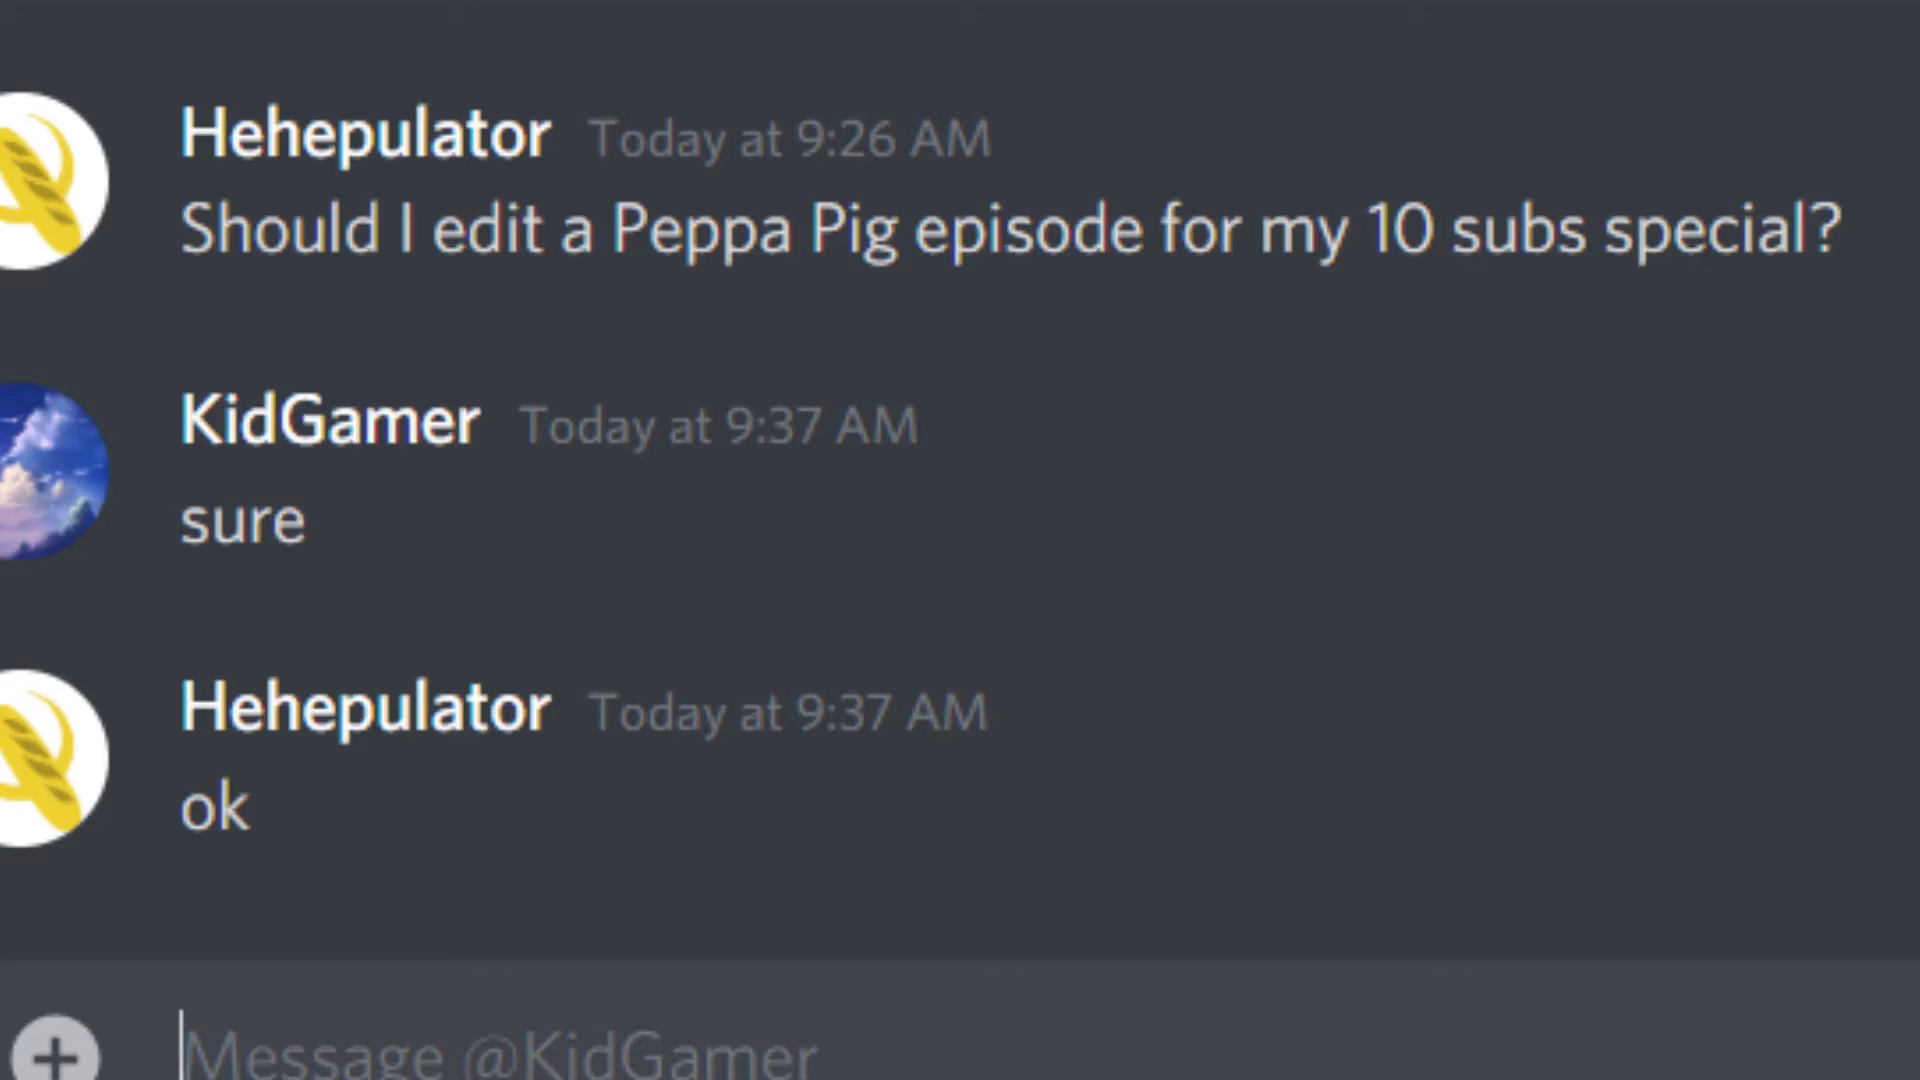 Hehepulator Today at 9:26 AM
Should I edit a Peppa Pig episode for my 10 subs special?
KidGamer Today at 9:37 AM
sure
Hehepulator Today at 9:37 AM
ok
Message @KidGamer